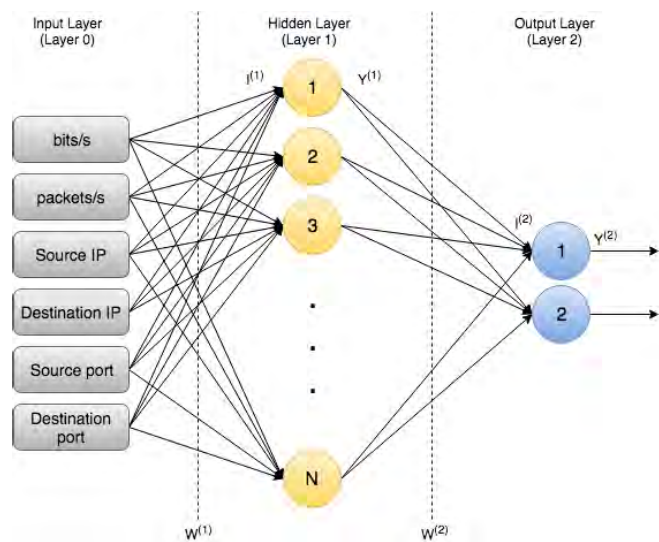 Input Layer
(Layer 0)
Hidden Layer
(Layer 1)
Output Layer
(Layer 2)
I(1)
Y(1)
1
2
3
.
.
.
N
bits/s
packets/s
Source IP
Destination IP
Source port
Destination
port
I(2)
Y(2)
1
2
W(1)
W(2)